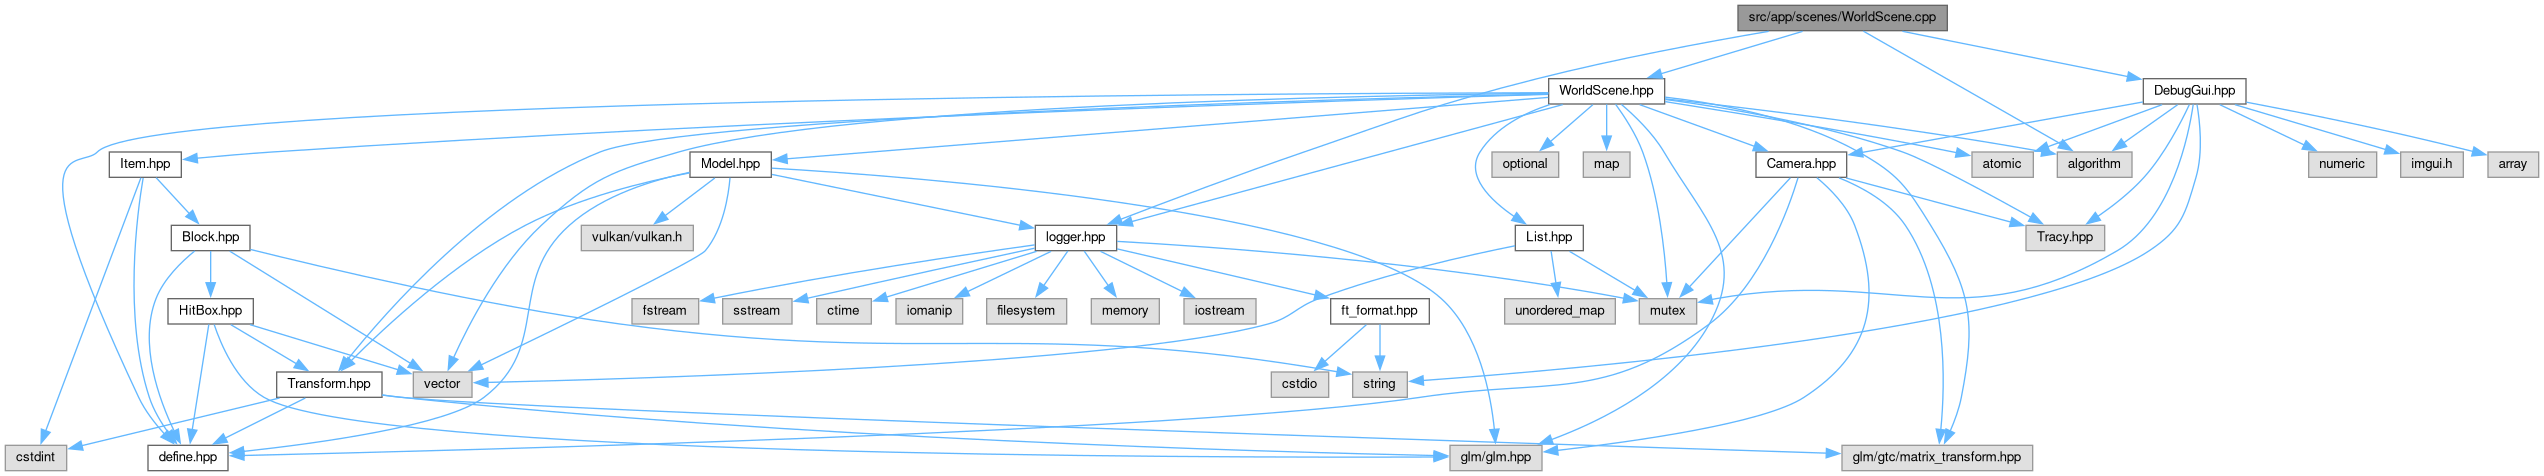 src/app/scenes/WorldScene.cpp
WorldScene.hpp
DebugGui.hpp
Item.hpp
Model.hpp
optional
map
Camera.hpp
atomic
algorithm
numeric
imgui.h
array
Block.hpp
vulkan/vulkan.h
logger.hpp
List.hpp
Tracy.hpp
HitBox.hpp
fstream
sstream
ctime
iomanip
filesystem
memory
iostream
ft_format.hpp
unordered_map
mutex
Transform.hpp
vector
cstdio
string
cstdint
define.hpp
glm/glm.hpp
glm/gtc/matrix_transform.hpp